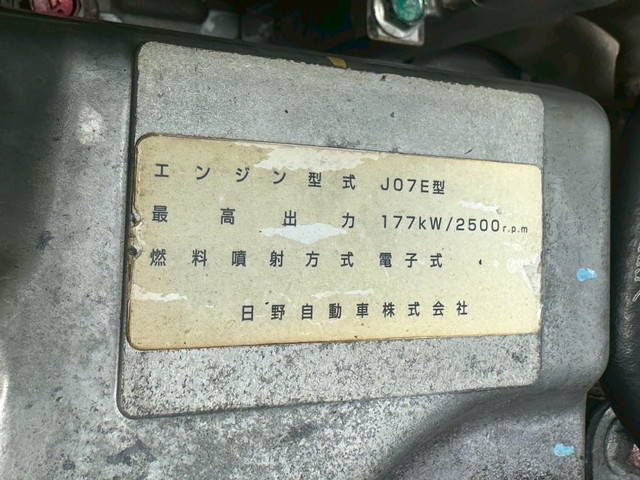 エンジン型式 J07E型
最高出力 177kW/2500r.p.m
燃料噴射方式 電子式
日野自動車株式会社